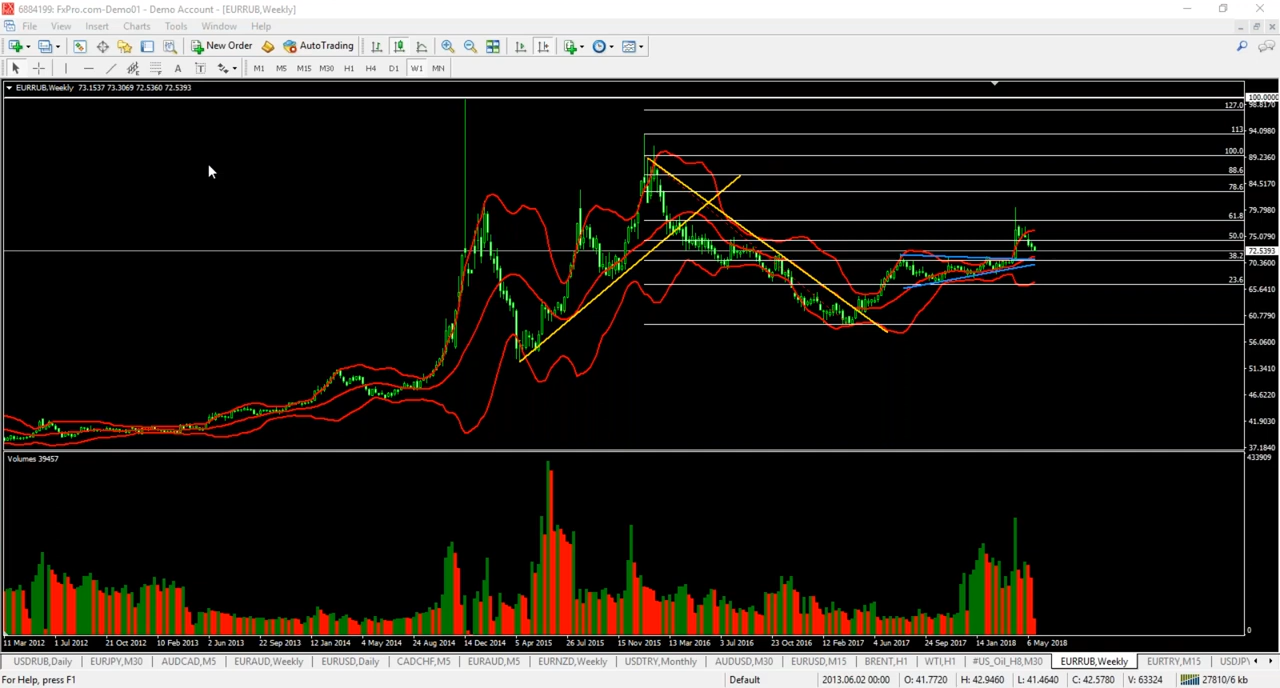 6884199: FxPro.com-Demo01 - Demo Account - [EURRUB,Weekly]
File View Insert Charts Tools Window Help
New Order AutoTrading
A T M1 M5 M15 M30 H1 H4 D1 W1 MN
EURRUB,Weekly 73.1537 73.3069 72.5360 72.5393
100.0000
127.0 98.8170
113 94.0980
100.0 89.2360
88.6 84.5170
78.6
61.8 79.7980
50.0 75.0790
72.5393
38.2 70.3600
23.6 65.6410
60.7790
56.0600
51.3410
46.6220
41.9030
37.1840
Volumes 39457 433909
0
11 Mar 2012 1 Jul 2012 21 Oct 2012 10 Feb 2013 2 Jun 2013 22 Sep 2013 12 Jan 2014 4 May 2014 24 Aug 2014 14 Dec 2014 5 Apr 2015 26 Jul 2015 15 Nov 2015 13 Mar 2016 3 Jul 2016 23 Oct 2016 12 Feb 2017 4 Jun 2017 24 Sep 2017 14 Jan 2018 6 May 2018
USDRUB,Daily EURJPY,M30 AUDCAD,M5 EURAUD,Weekly EURUSD,Daily CADCHF,M5 EURAUD,M5 EURNZD,Weekly USDTRY,Monthly AUDUSD,M30 EURUSD,M15 BRENT,H1 WTI,H1 #US_Oil_H8,M30 EURRUB,Weekly EURTRY,M15 USDJP
For Help, press F1 Default 2013.06.02 00:00 O: 41.7720 H: 42.9460 L: 41.4640 C: 42.5780 V: 63324 27810/6 kb